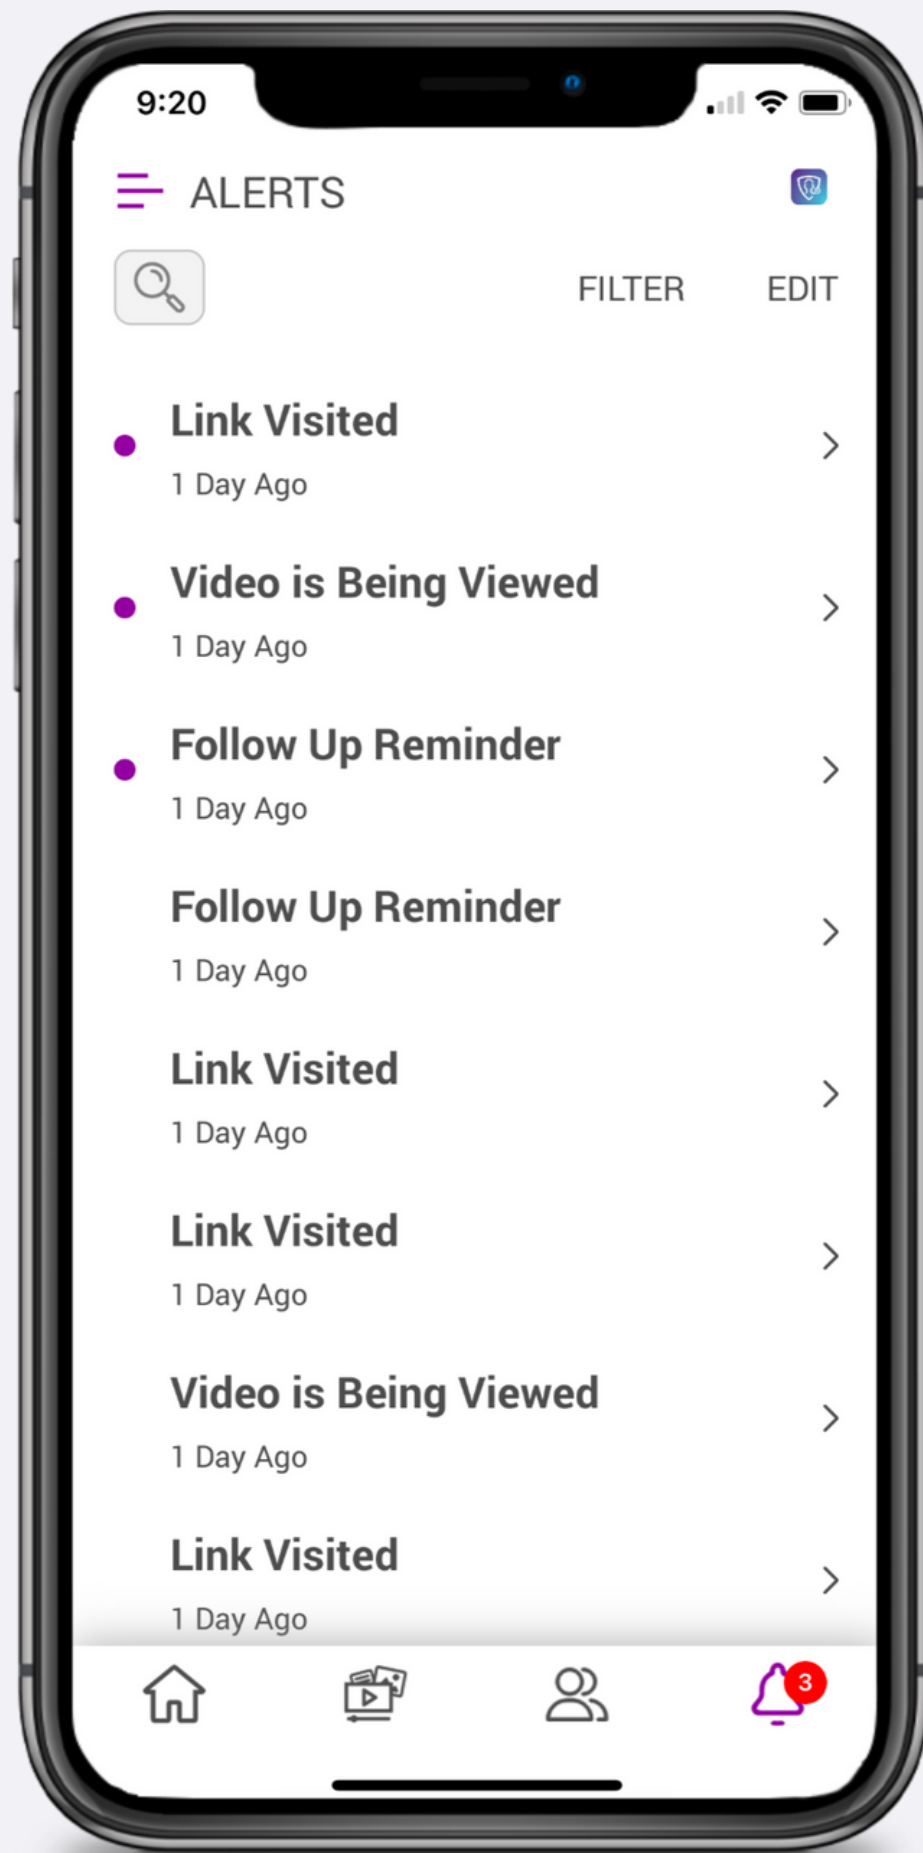 9:20
ALERTS
FILTER EDIT
Link Visited
1 Day Ago
Video is Being Viewed
1 Day Ago
Follow Up Reminder
1 Day Ago
Follow Up Reminder
1 Day Ago
Link Visited
1 Day Ago
Link Visited
1 Day Ago
Video is Being Viewed
1 Day Ago
Link Visited
1 Day Ago
3